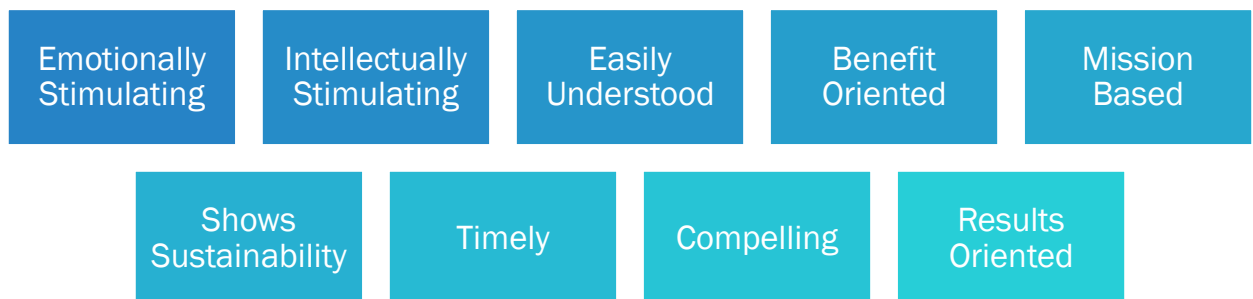 Emotionally
Stimulating
Intellectually
Stimulating
Easily
Understood
Benefit
Oriented
Mission
Based
Shows
Sustainability
Timely
Compelling
Results
Oriented